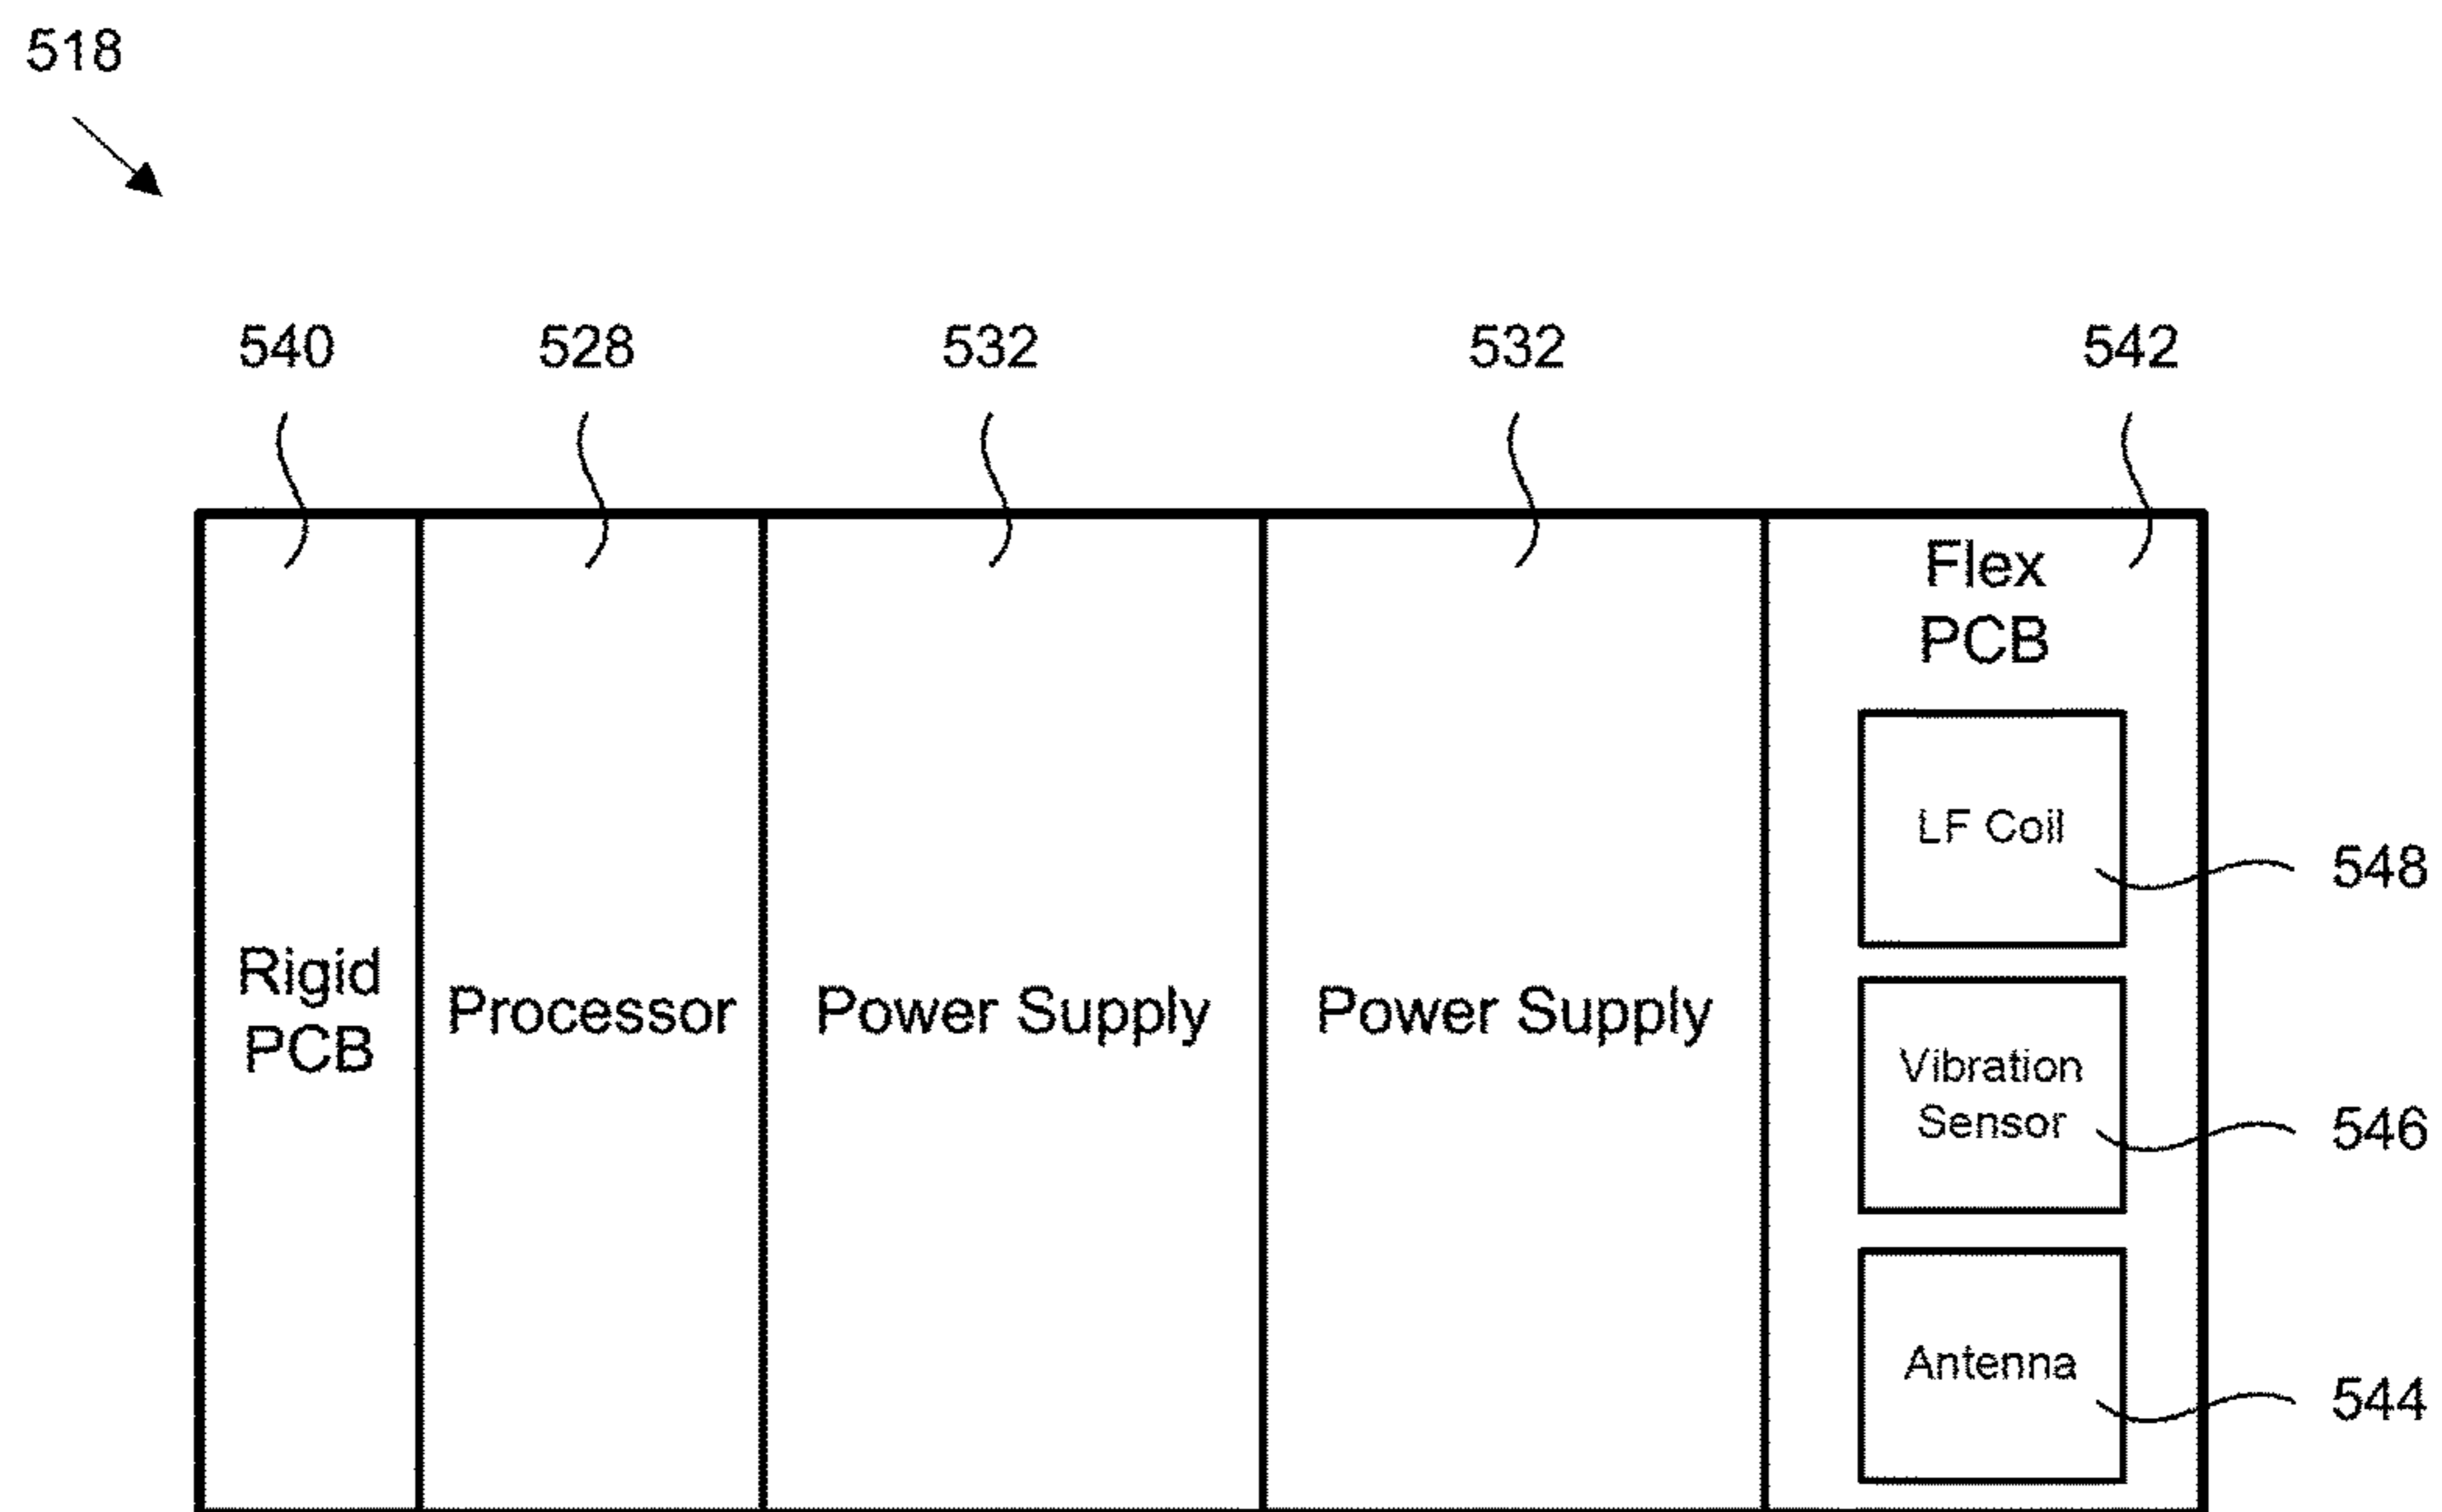 518
540
528
532
532
542
Flex
PCB
LF Coil
548
Rigid
PCB
Processor
Power Supply
Power Supply
Vibration
Sensor
546
Antenna
544